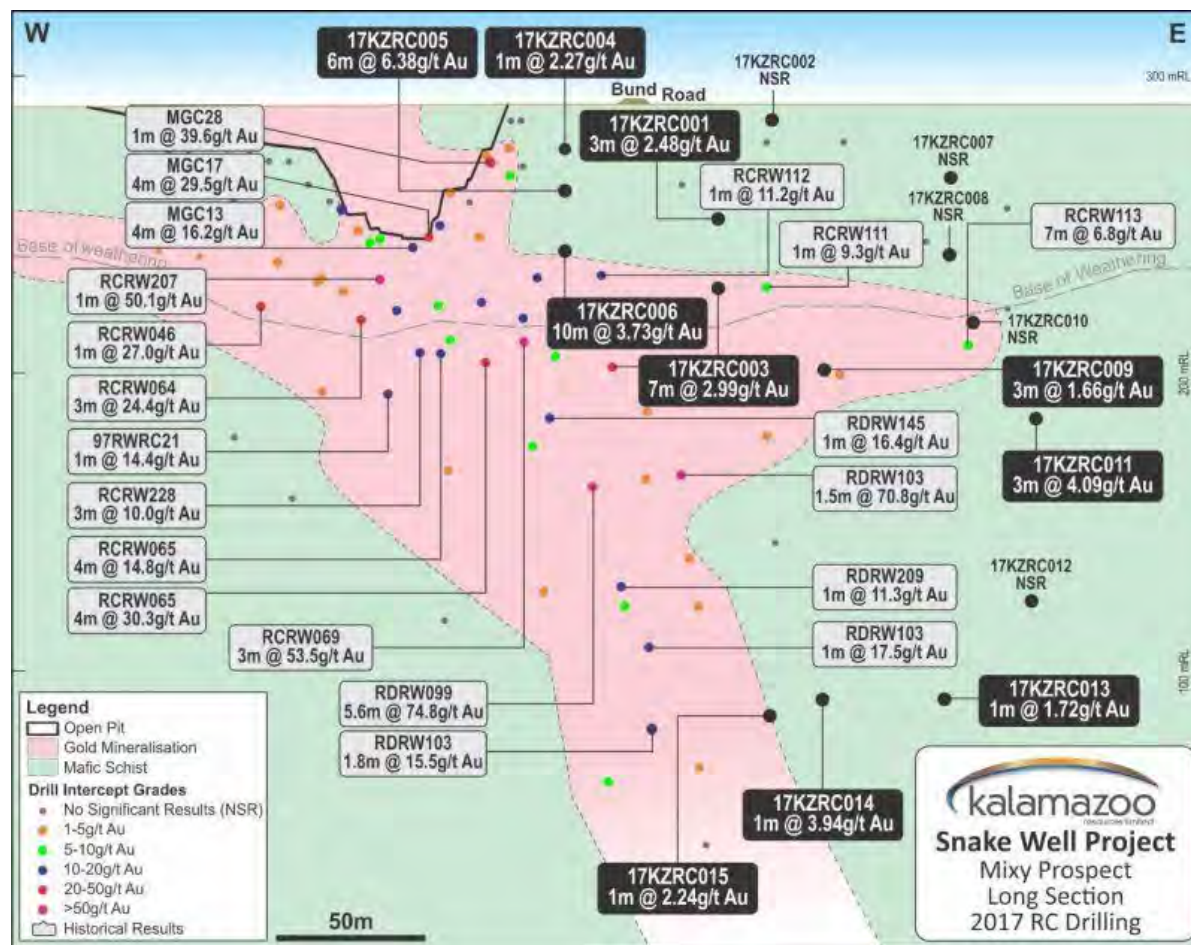 W
E
17KZRC005
6m @ 6.38g/t Au
17KZRC004
1m @ 2.27g/t Au
17KZRC002
NSR
300 mRL
Bund
Road
MGC28
1m @ 39.6g/t Au
17KZRC001
3m @ 2.48g/t Au
17KZRC007
NSR
MGC17
4m @ 29.5g/t Au
RCRW112
1m @ 11.2g/t Au
17KZRC008
NSR
MGC13
4m @ 16.2g/t Au
RCRW111
1m @ 9.3g/t Au
RCRW113
7m @ 6.8g/t Au
Base of weathering
Base of Weathering
RCRW207
1m @ 50.1g/t Au
17KZRC006
10m @ 3.73g/t Au
17KZRC010
NSR
RCRW046
1m @ 27.0g/t Au
17KZRC003
7m @ 2.99g/t Au
17KZRC009
3m @ 1.66g/t Au
200 mRL
RCRW064
3m @ 24.4g/t Au
RDRW145
1m @ 16.4g/t Au
17KZRC011
3m @ 4.09g/t Au
97RWRC21
1m @ 14.4g/t Au
RDRW103
1.5m @ 70.8g/t Au
RCRW228
3m @ 10.0g/t Au
RCRW065
4m @ 14.8g/t Au
17KZRC012
NSR
RDRW209
1m @ 11.3g/t Au
RCRW065
4m @ 30.3g/t Au
RCRW069
3m @ 53.5g/t Au
RDRW103
1m @ 17.5g/t Au
100 mRL
RDRW099
5.6m @ 74.8g/t Au
17KZRC013
1m @ 1.72g/t Au
RDRW103
1.8m @ 15.5g/t Au
17KZRC014
1m @ 3.94g/t Au
17KZRC015
1m @ 2.24g/t Au
Legend
Open Pit
Gold Mineralisation
Mafic Schist
Drill Intercept Grades
No Significant Results (NSR)
1-5g/t Au
5-10g/t Au
10-20g/t Au
20-50g/t Au
>50g/t Au
Historical Results
50m
kalamazoo
resources limited
Snake Well Project
Mixy Prospect
Long Section
2017 RC Drilling